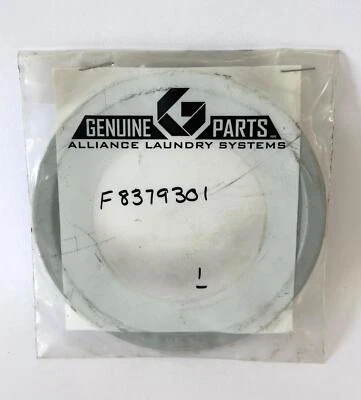 GENUINE PARTS
ALLIANCE LAUNDRY SYSTEMS
F8379301
1